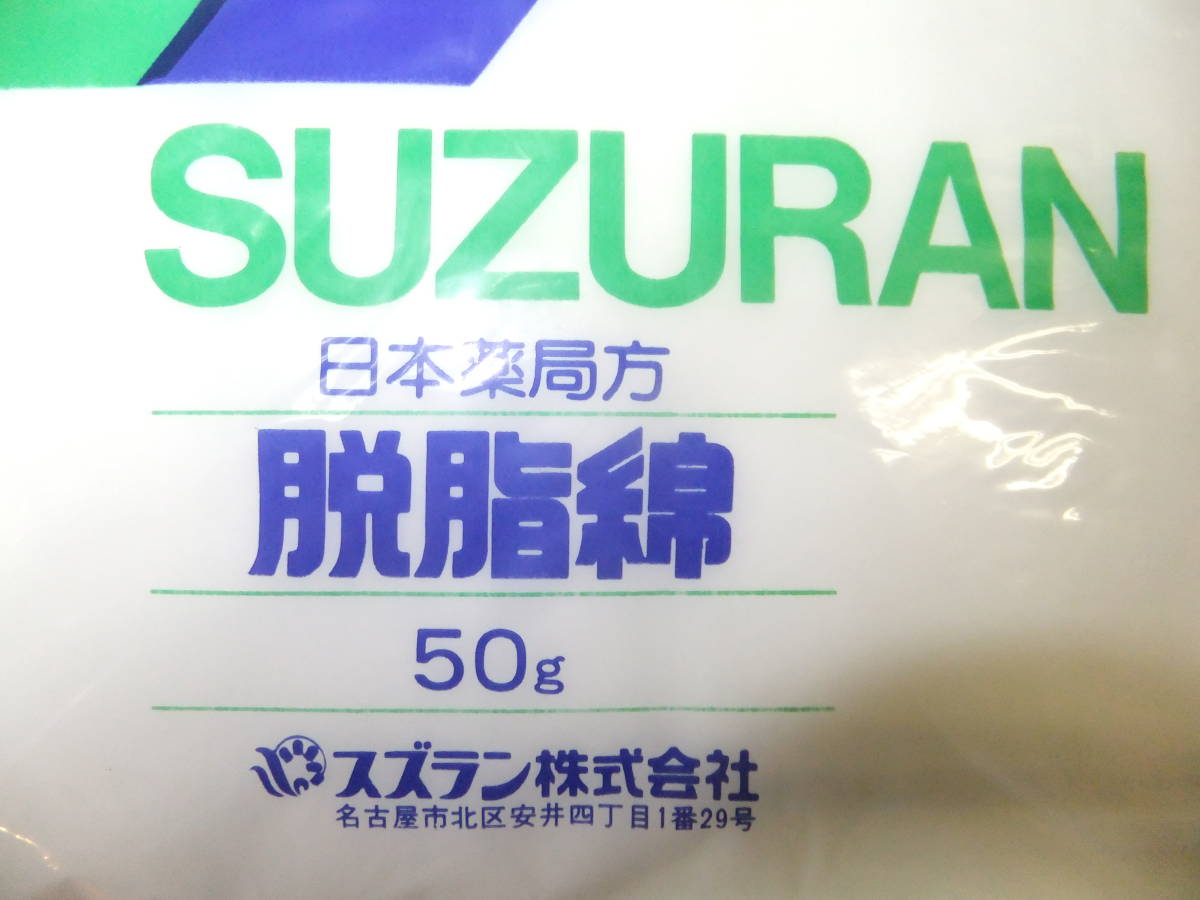 SUZURAN
日本薬局方
脱脂綿
50g
スズラン株式会社
名古屋市北区安井四丁目1番29号